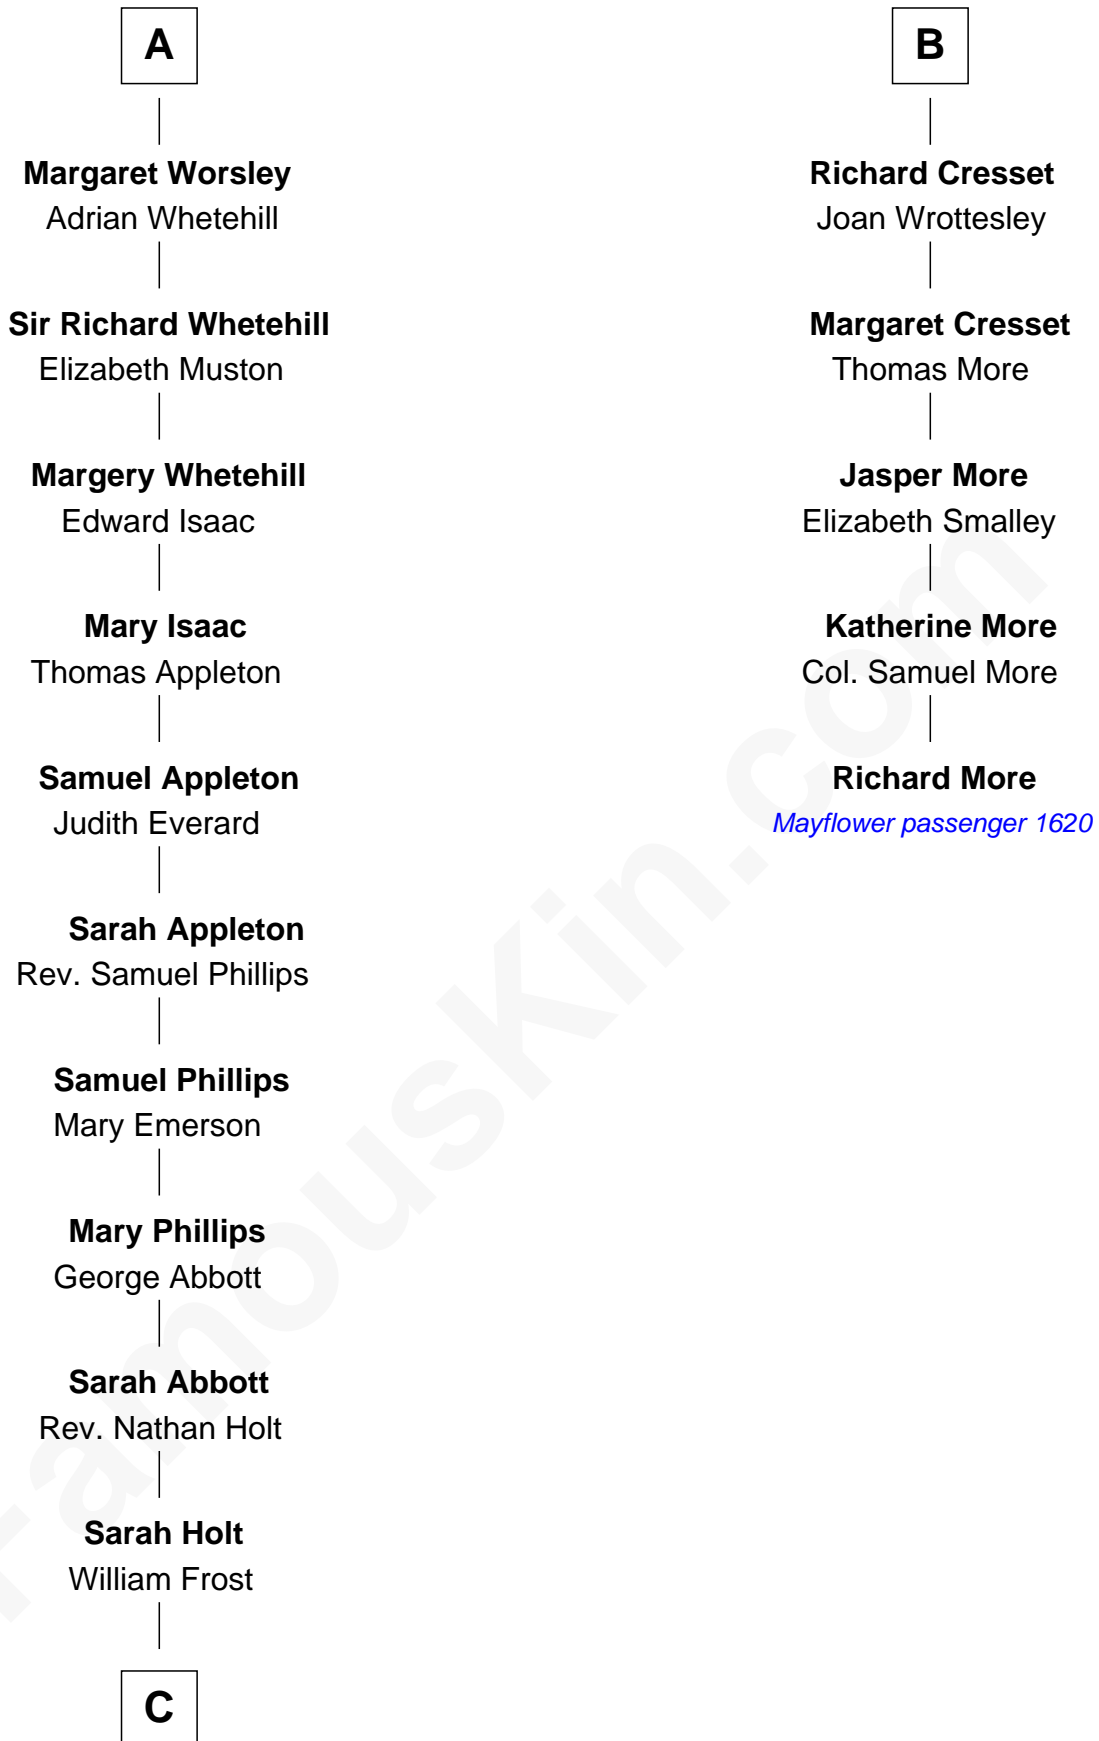 A
Margaret Worsley
Adrian Whetehill
Sir Richard Whetehill
Elizabeth Muston
Margery Whetehill
Edward Isaac
Mary Isaac
Thomas Appleton
Samuel Appleton
Judith Everard
Sarah Appleton
Rev. Samuel Phillips
Samuel Phillips
Mary Emerson
Mary Phillips
George Abbott
Sarah Abbott
Rev. Nathan Holt
Sarah Holt
William Frost
C
B
Richard Cresset
Joan Wrottesley
Margaret Cresset
Thomas More
Jasper More
Elizabeth Smalley
Katherine More
Col. Samuel More
Richard More
Mayflower passenger 1620
FamousKin.com